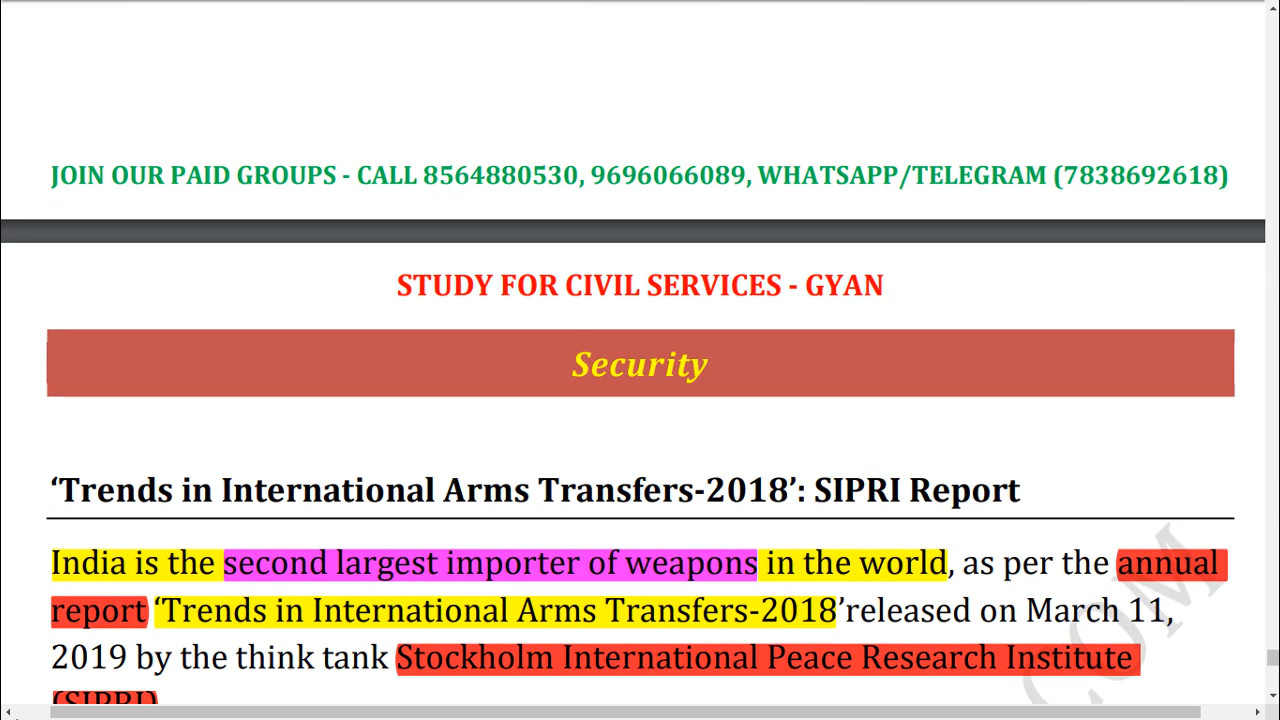 JOIN OUR PAID GROUPS - CALL 8564880530, 9696066089, WHATSAPP/TELEGRAM (7838692618)
STUDY FOR CIVIL SERVICES - GYAN
Security
‘Trends in International Arms Transfers-2018’: SIPRI Report
India is the second largest importer of weapons in the world, as per the annual
report ‘Trends in International Arms Transfers-2018’released on March 11,
2019 by the think tank Stockholm International Peace Research Institute
(SIPRI)
COM